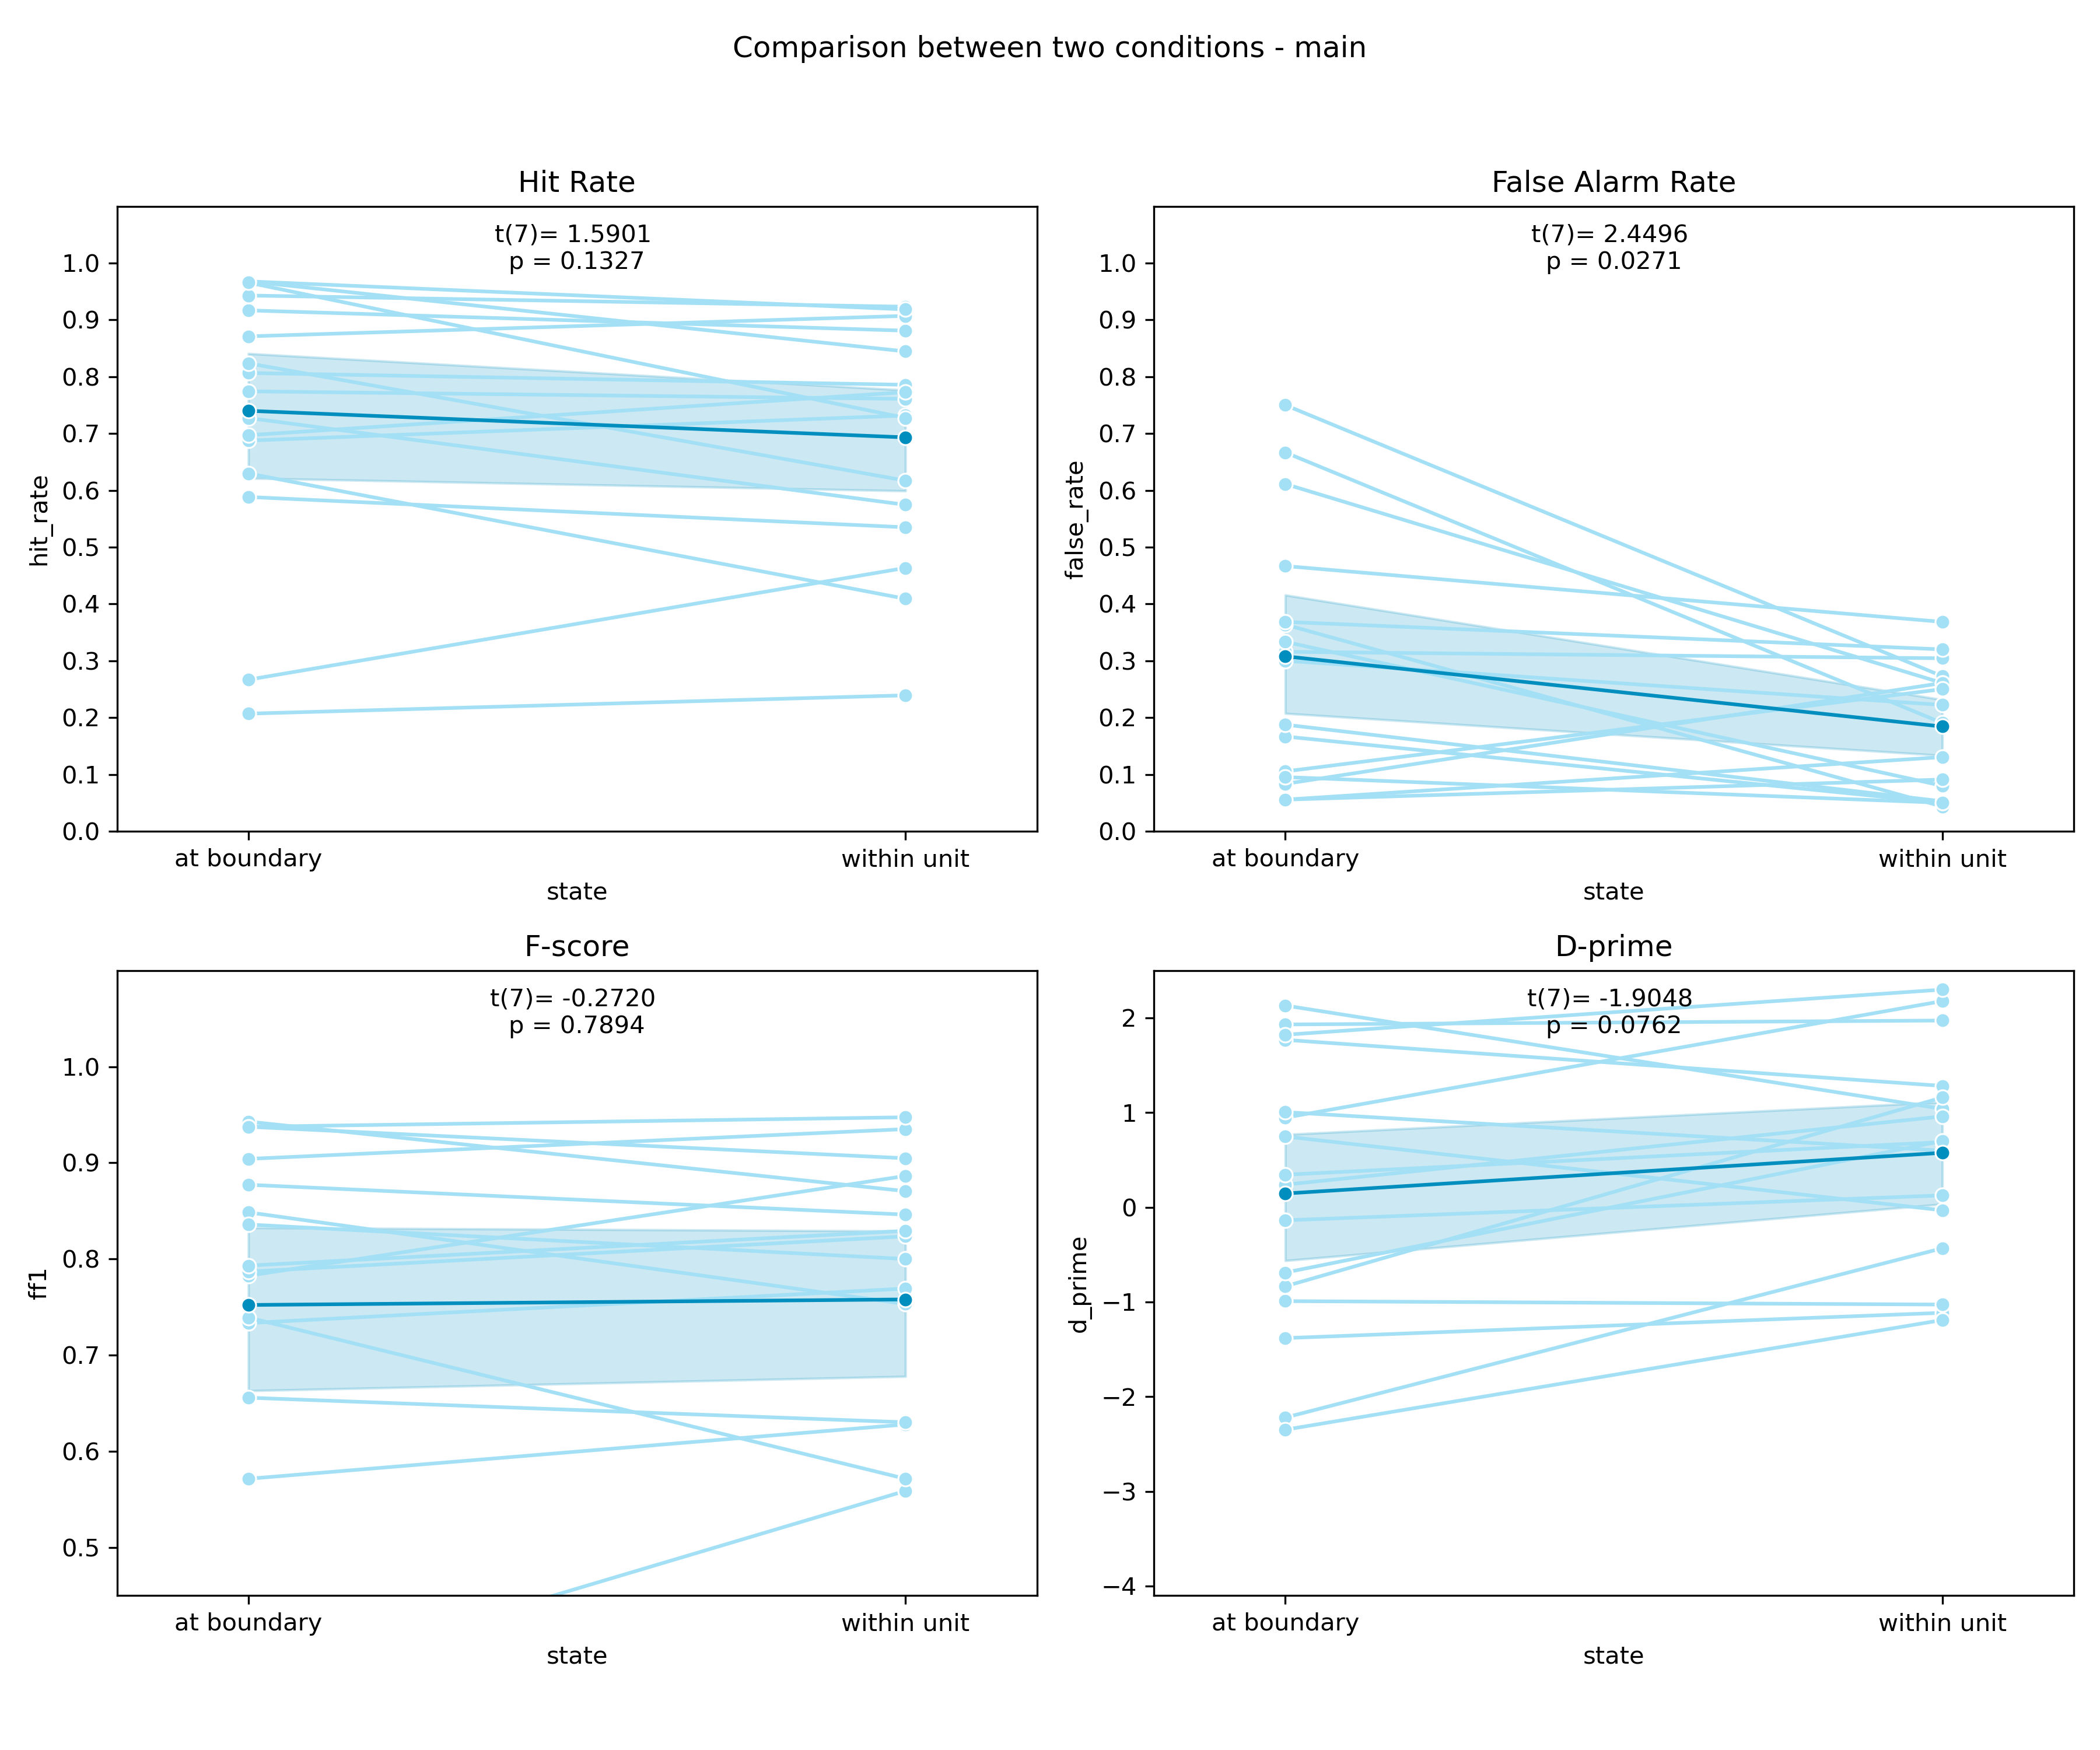 Comparison between two conditions - main
Hit Rate
t(7)= 1.5901
p = 0.1327
hit_rate
1.0
0.9
0.8
0.7
0.6
0.5
0.4
0.3
0.2
0.1
0.0
at boundary within unit
state
False Alarm Rate
t(7)= 2.4496
p = 0.0271
false_rate
1.0
0.9
0.8
0.7
0.6
0.5
0.4
0.3
0.2
0.1
0.0
at boundary within unit
state
F-score
t(7)= -0.2720
p = 0.7894
ff1
1.0
0.9
0.8
0.7
0.6
0.5
at boundary within unit
state
D-prime
t(7)= -1.9048
p = 0.0762
d_prime
2
1
0
−1
−2
−3
−4
at boundary within unit
state